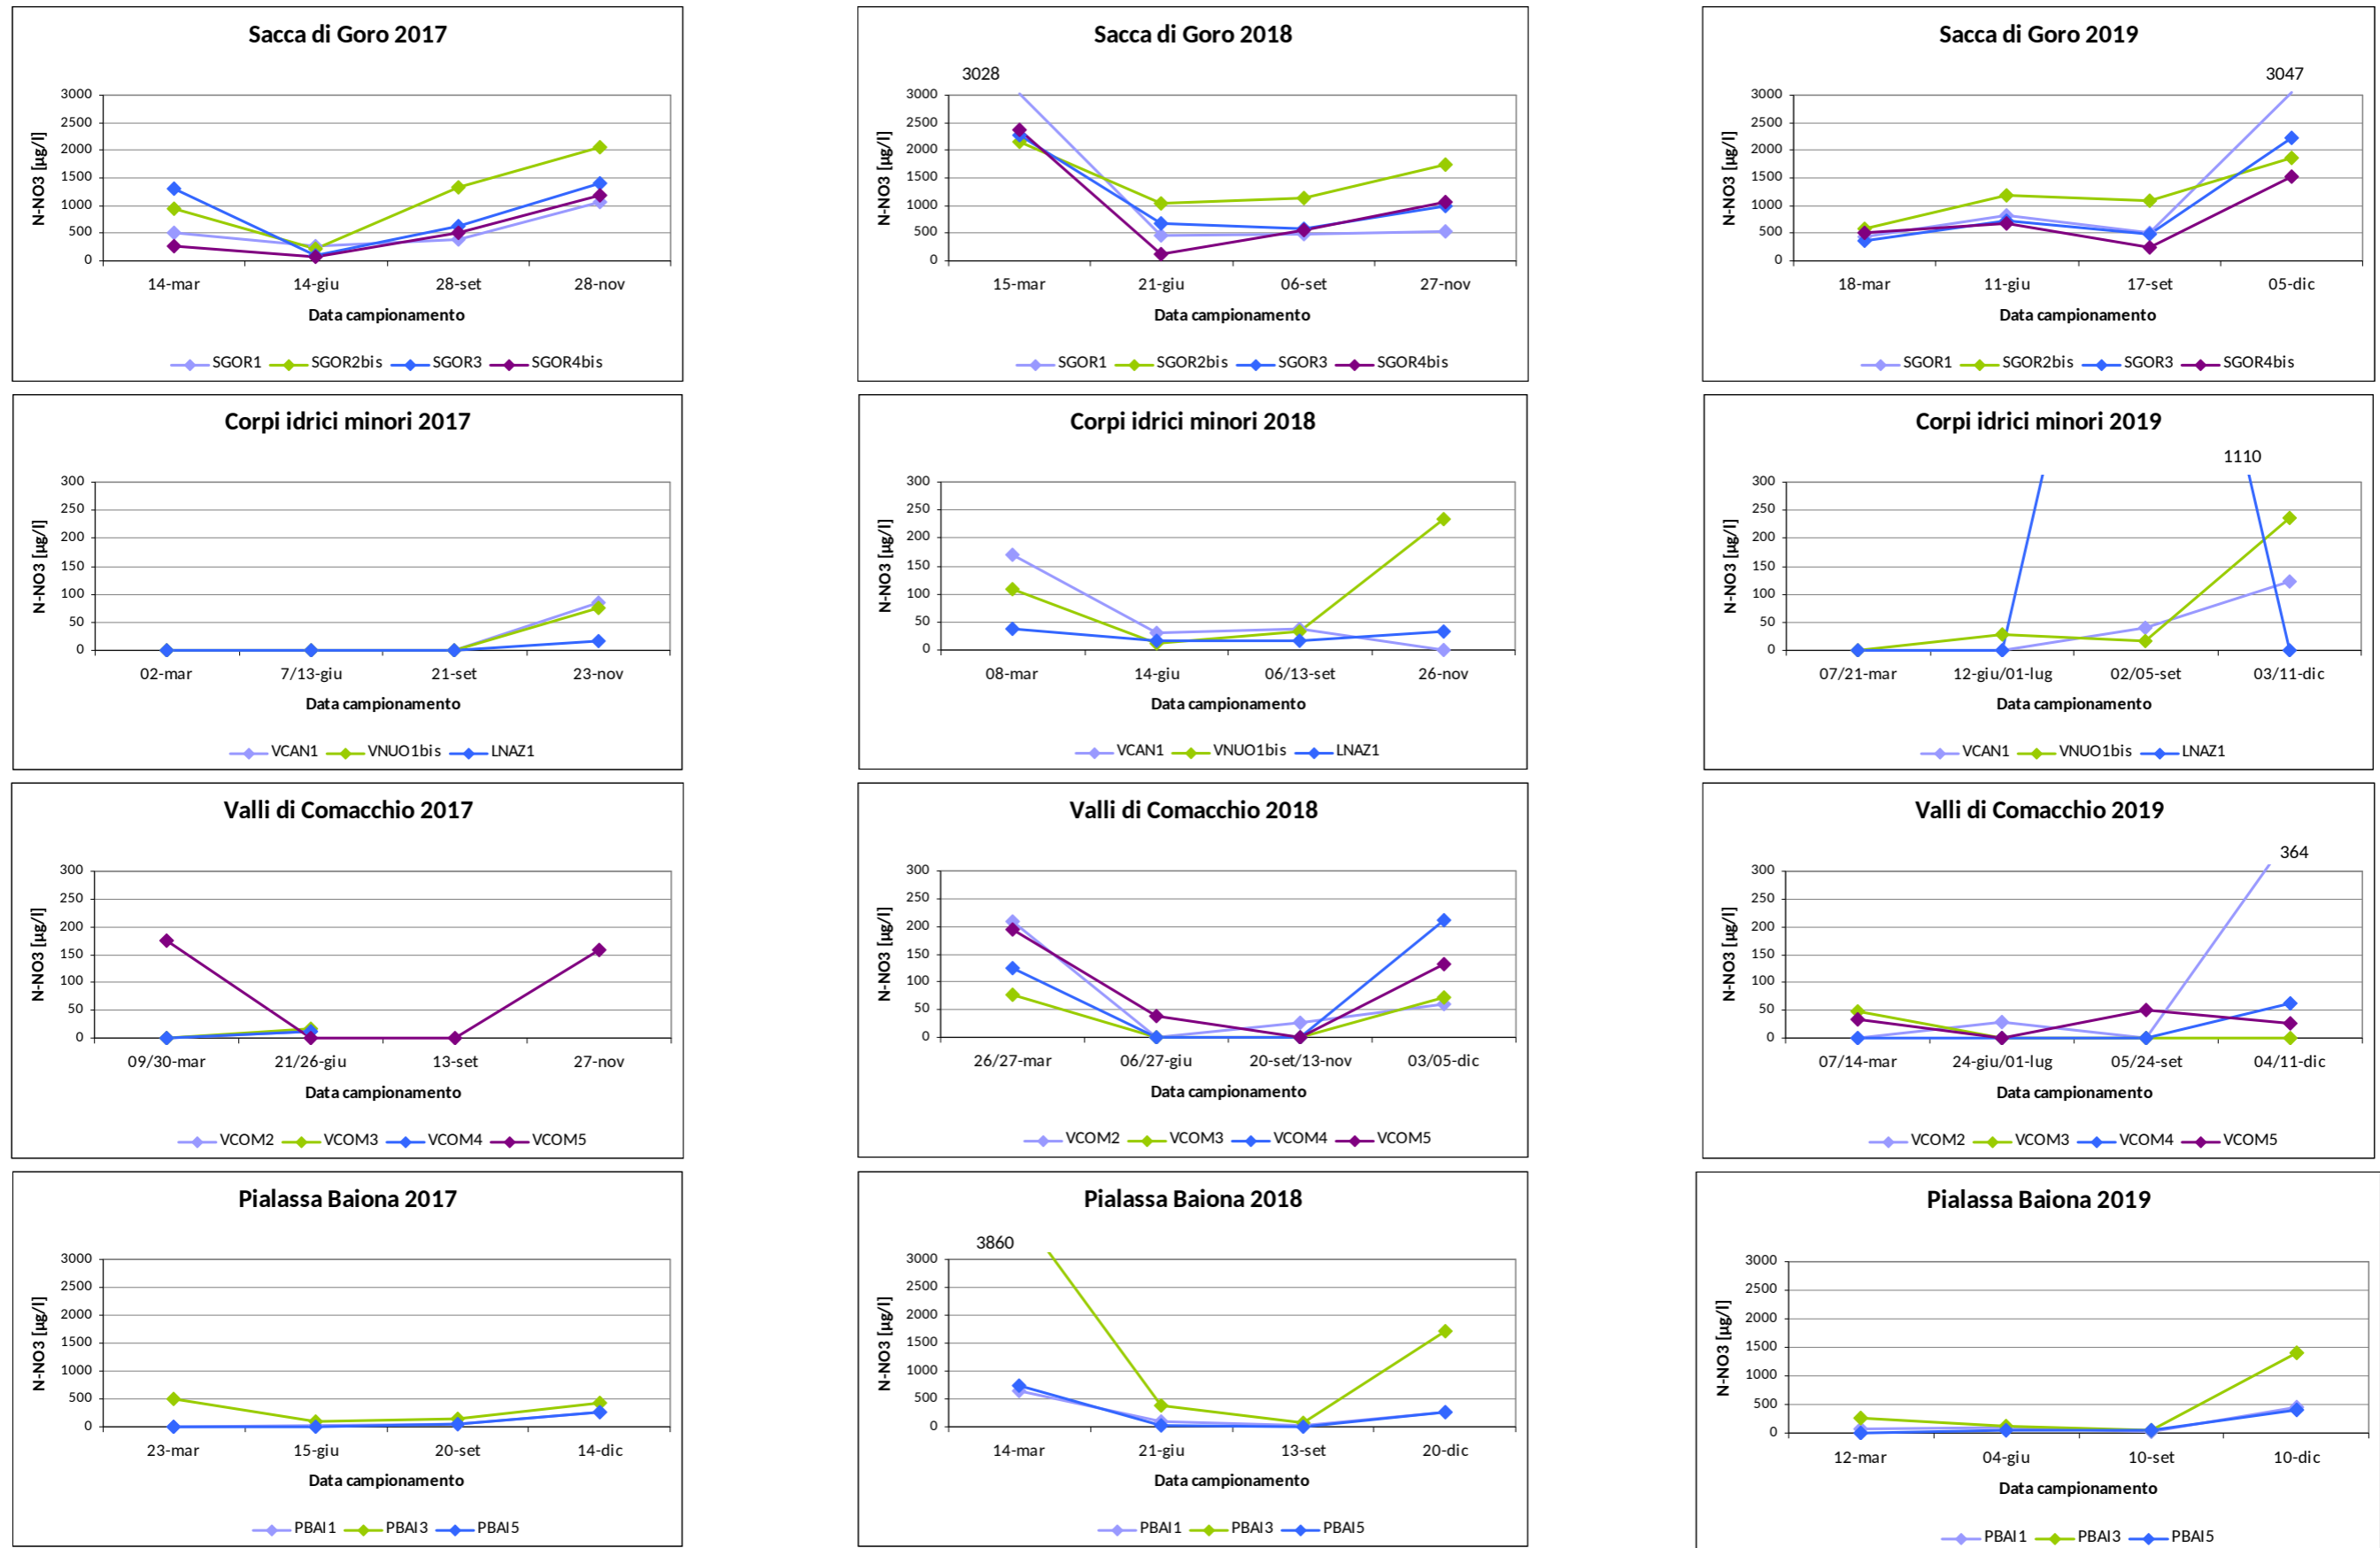 Sacca di Goro 2017
3000
2500
2000
1500
1000
500
0
N-NO3 [µg/l]
14-mar 14-giu 28-set 28-nov
Data campionamento
SGOR1 SGOR2bis SGOR3 SGOR4bis
Sacca di Goro 2018
3028
3000
2500
2000
1500
1000
500
0
N-NO3 [µg/l]
15-mar 21-giu 06-set 27-nov
Data campionamento
SGOR1 SGOR2bis SGOR3 SGOR4bis
Sacca di Goro 2019
3047
3000
2500
2000
1500
1000
500
0
N-NO3 [µg/l]
18-mar 11-giu 17-set 05-dic
Data campionamento
SGOR1 SGOR2bis SGOR3 SGOR4bis
Corpi idrici minori 2017
300
250
200
150
100
50
0
N-NO3 [µg/l]
02-mar 7/13-giu 21-set 23-nov
Data campionamento
VCAN1 VNUO1bis LNAZ1
Corpi idrici minori 2018
300
250
200
150
100
50
0
N-NO3 [µg/l]
08-mar 14-giu 06/13-set 26-nov
Data campionamento
VCAN1 VNUO1bis LNAZ1
Corpi idrici minori 2019
1110
300
250
200
150
100
50
0
N-NO3 [µg/l]
07/21-mar 12-giu/01-lug 02/05-set 03/11-dic
Data campionamento
VCAN1 VNUO1bis LNAZ1
Valli di Comacchio 2017
300
250
200
150
100
50
0
N-NO3 [µg/l]
09/30-mar 21/26-giu 13-set 27-nov
Data campionamento
VCOM2 VCOM3 VCOM4 VCOM5
Valli di Comacchio 2018
300
250
200
150
100
50
0
N-NO3 [µg/l]
26/27-mar 06/27-giu 20-set/13-nov 03/05-dic
Data campionamento
VCOM2 VCOM3 VCOM4 VCOM5
Valli di Comacchio 2019
364
300
250
200
150
100
50
0
N-NO3 [µg/l]
07/14-mar 24-giu/01-lug 05/24-set 04/11-dic
Data campionamento
VCOM2 VCOM3 VCOM4 VCOM5
Pialassa Baiona 2017
3000
2500
2000
1500
1000
500
0
N-NO3 [µg/l]
23-mar 15-giu 20-set 14-dic
Data campionamento
PBAI1 PBAI3 PBAI5
Pialassa Baiona 2018
3860
3000
2500
2000
1500
1000
500
0
N-NO3 [µg/l]
14-mar 21-giu 13-set 20-dic
Data campionamento
PBAI1 PBAI3 PBAI5
Pialassa Baiona 2019
3000
2500
2000
1500
1000
500
0
N-NO3 [µg/l]
12-mar 04-giu 10-set 10-dic
Data campionamento
PBAI1 PBAI3 PBAI5